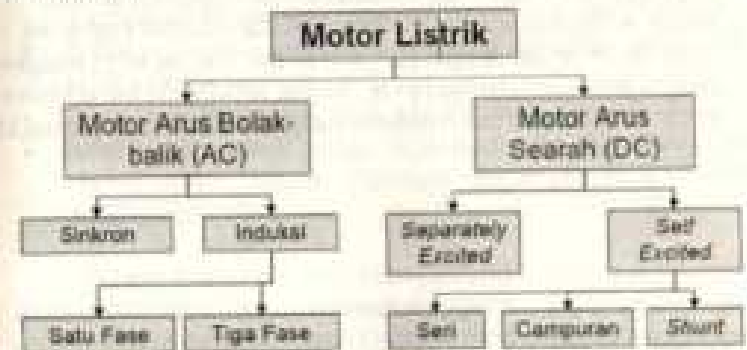 Motor Listrik
Motor Arus Bolak-
balik (AC)
Motor Arus
Searah (DC)
Sinkron
Induksi
Separately
Excited
Self
Excited
Satu Fase
Tiga Fase
Seri
Campuran
Shunt